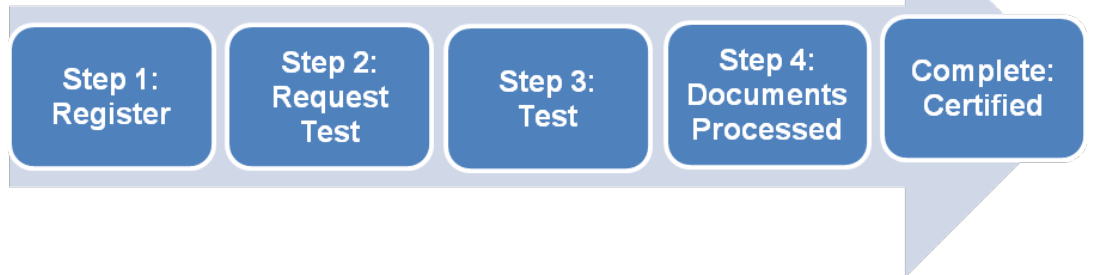 Step 1:
Register
Step 2:
Request
Test
Step 3:
Test
Step 4:
Documents
Processed
Complete:
Certified